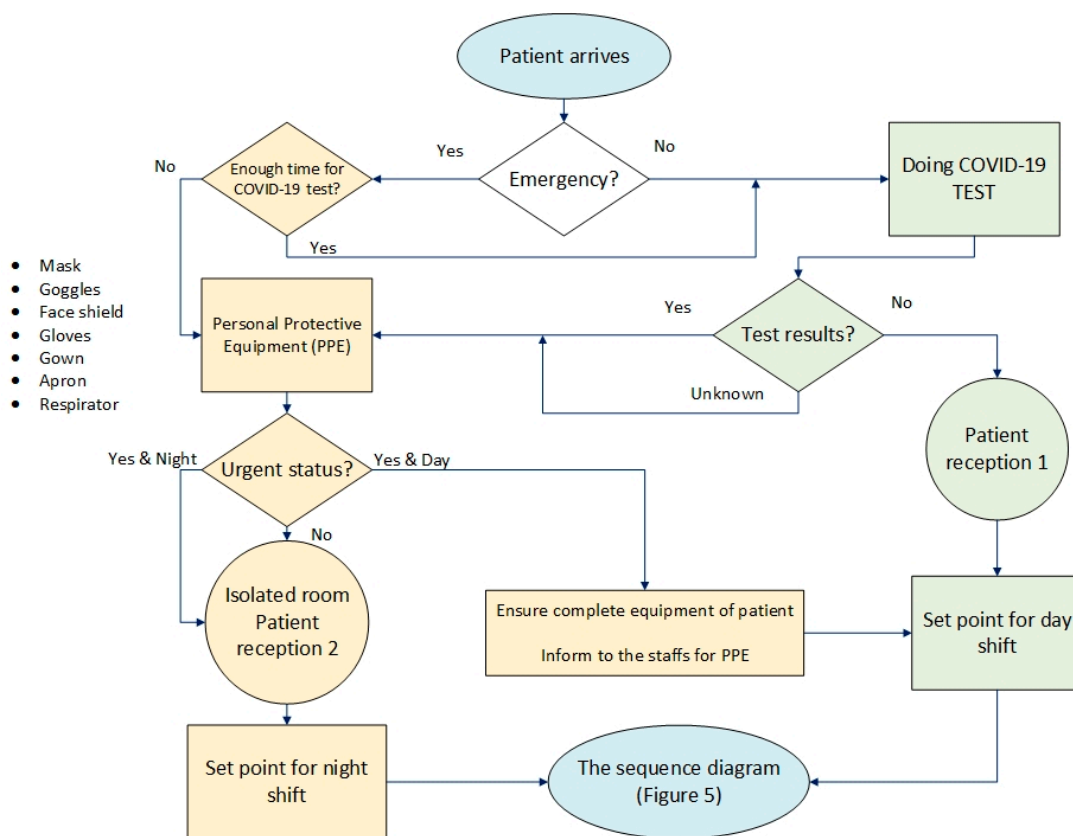 Patient arrives
No
Yes
No
Enough time for
COVID-19 test?
Emergency?
Doing COVID-19
TEST
Yes
• Mask
• Goggles
• Face shield
• Gloves
• Gown
• Apron
• Respirator
Personal Protective
Equipment (PPE)
Yes
No
Test results?
Unknown
Patient
reception 1
Yes & Night
Urgent status?
Yes & Day
No
Isolated room
Patient
reception 2
Ensure complete equipment of patient
Inform to the staffs for PPE
Set point for day
shift
Set point for night
shift
The sequence diagram
(Figure 5)